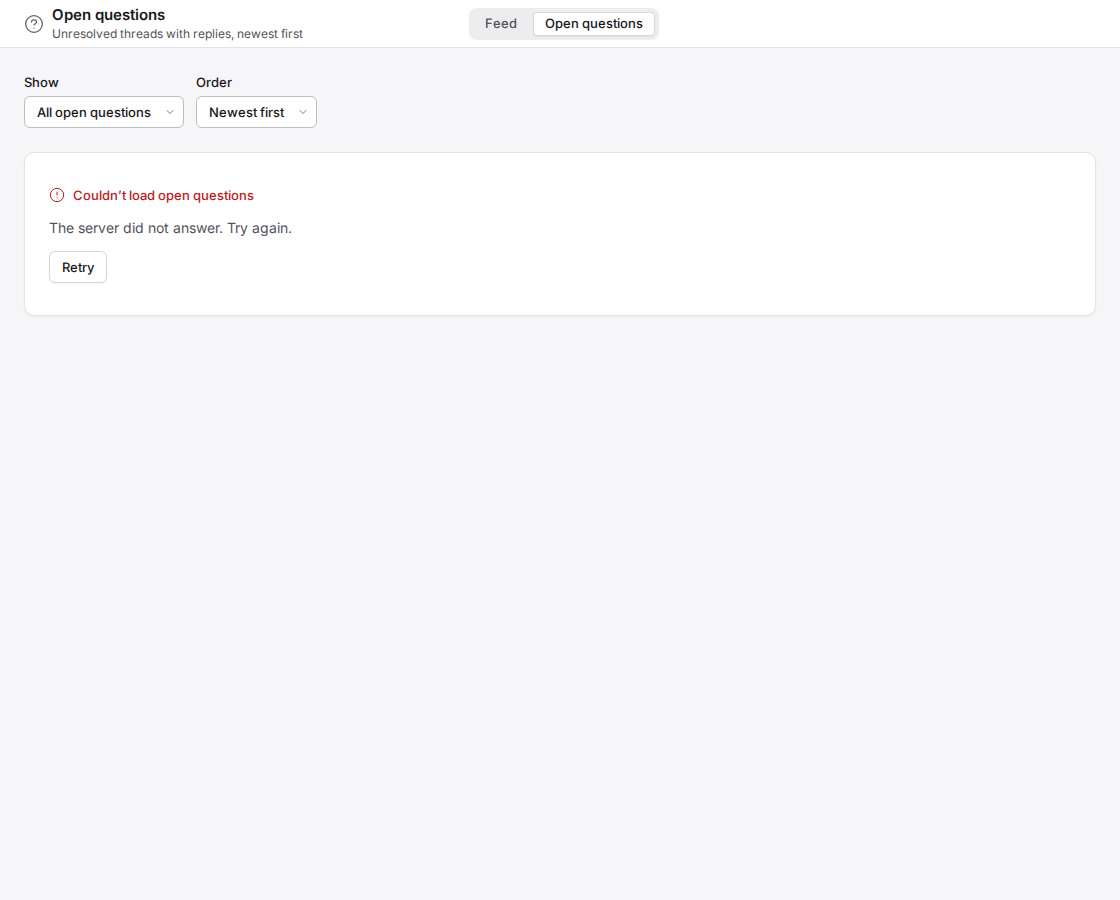 Open questions
Unresolved threads with replies, newest first
Feed
Open questions
Show
Order
All open questions
Newest first
Couldn’t load open questions
The server did not answer. Try again.
Retry